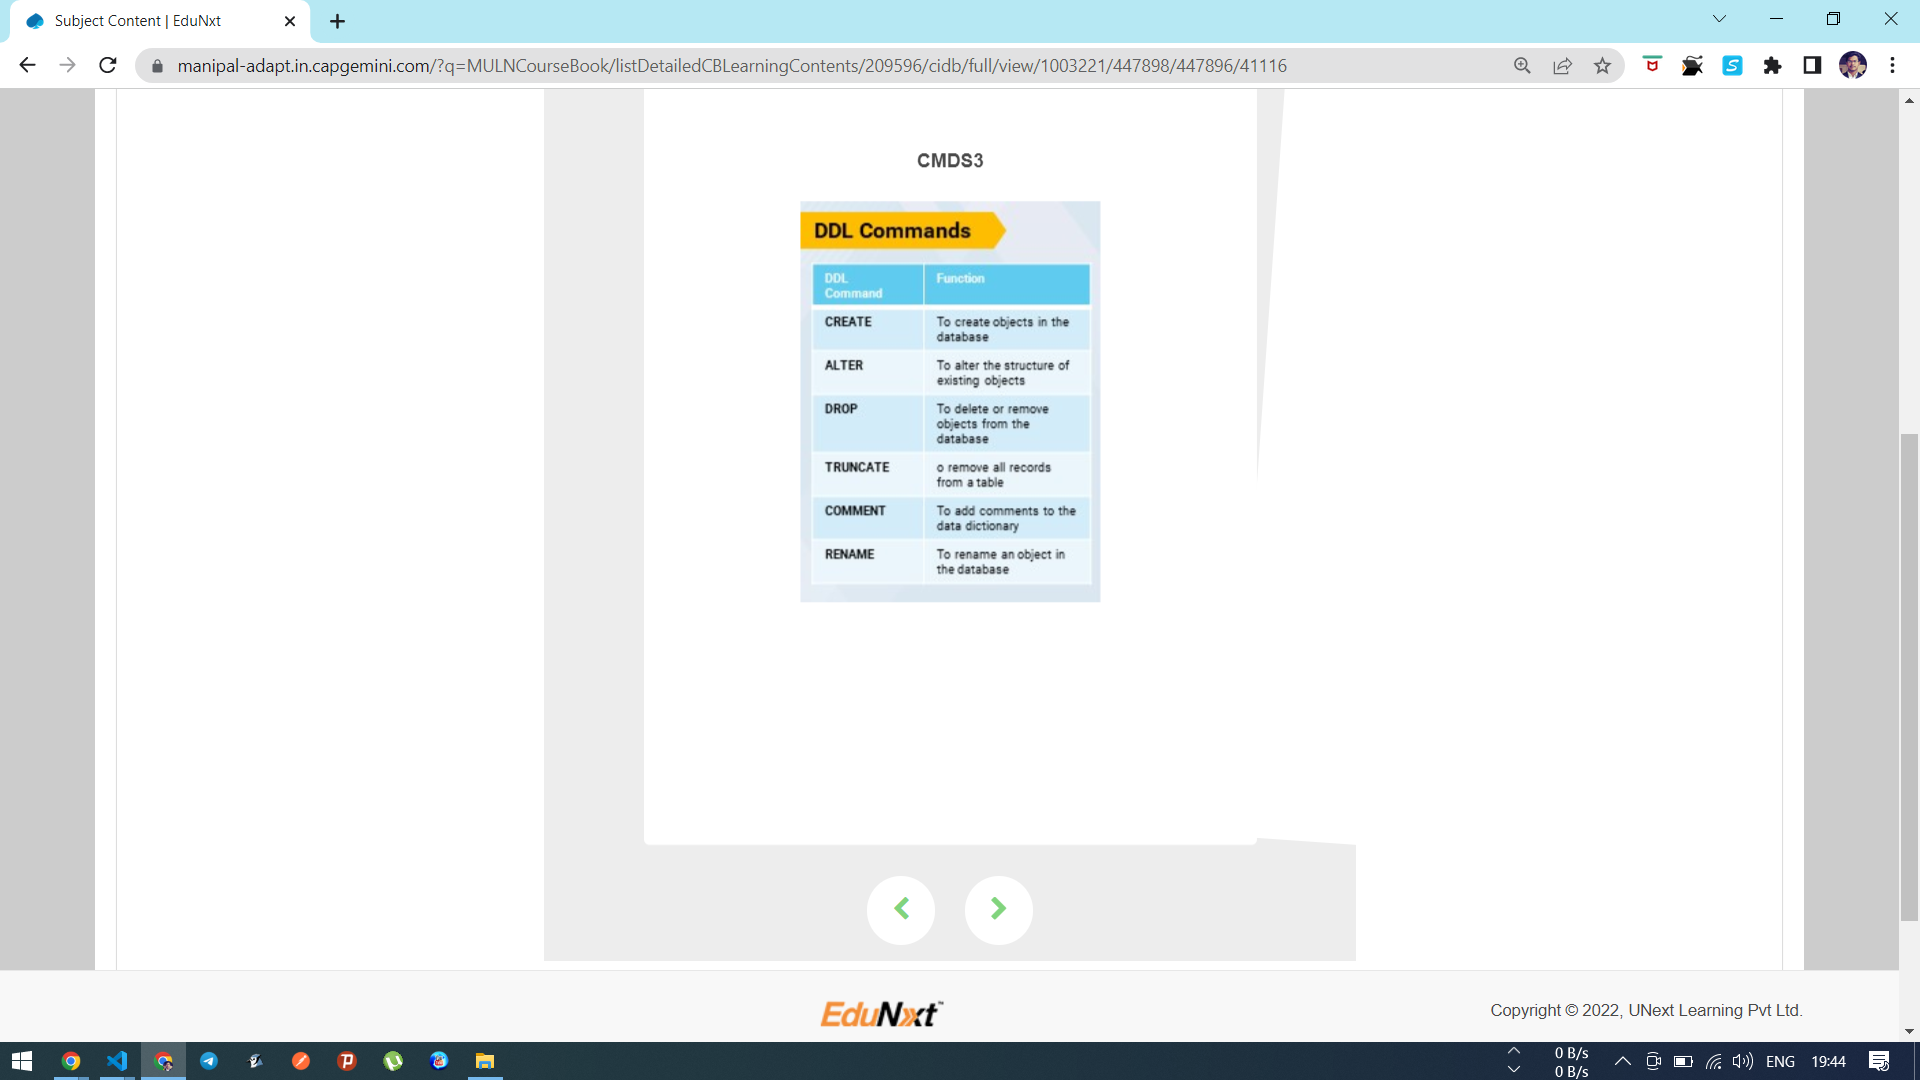 Subject Content | EduNxt
manipal-adapt.in.capgemini.com/?q=MULNCourseBook/listDetailedCBLearningContents/209596/cidb/full/view/1003221/447898/447896/41116
CMDS3
DDL Commands
DDL Command
Function
CREATE
To create objects in the
database
ALTER
To alter the structure of
existing objects
DROP
To delete or remove
objects from the
database
TRUNCATE
o remove all records
from a table
COMMENT
To add comments to the
data dictionary
RENAME
To rename an object in
the database
EduNxt™
Copyright © 2022, UNext Learning Pvt Ltd.
0 B/s
0 B/s
ENG
19:44